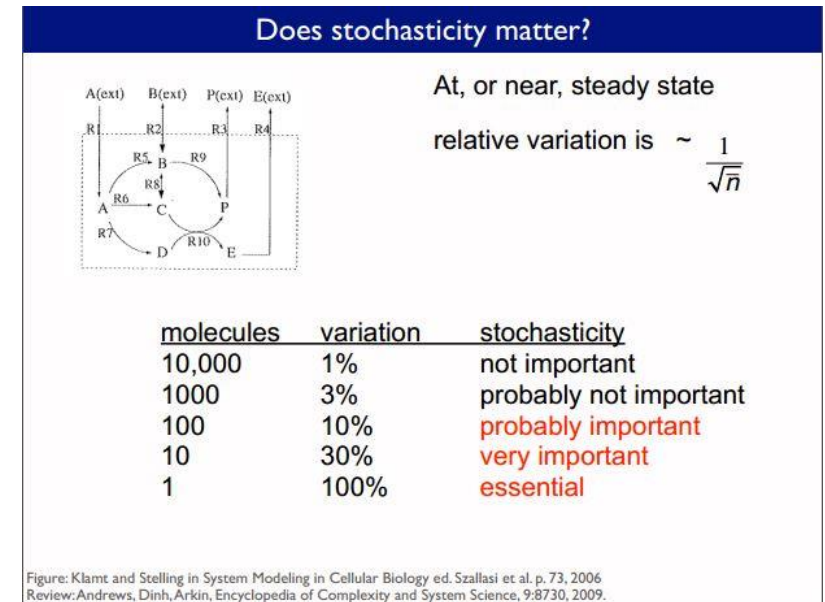 Does stochasticity matter?
A(ext) B(ext) P(ext) E(ext)
R1 R2 R3 R4
R5 B R9
R8
A R6 C P
R7
D R10 E
At, or near, steady state
relative variation is ~ 1/√n̄
molecules variation stochasticity
10,000 1% not important
1000 3% probably not important
100 10% probably important
10 30% very important
1 100% essential
Figure: Klamt and Stelling in System Modeling in Cellular Biology ed. Szallasi et al. p. 73, 2006
Review: Andrews, Dinh, Arkin, Encyclopedia of Complexity and System Science, 9:8730, 2009.